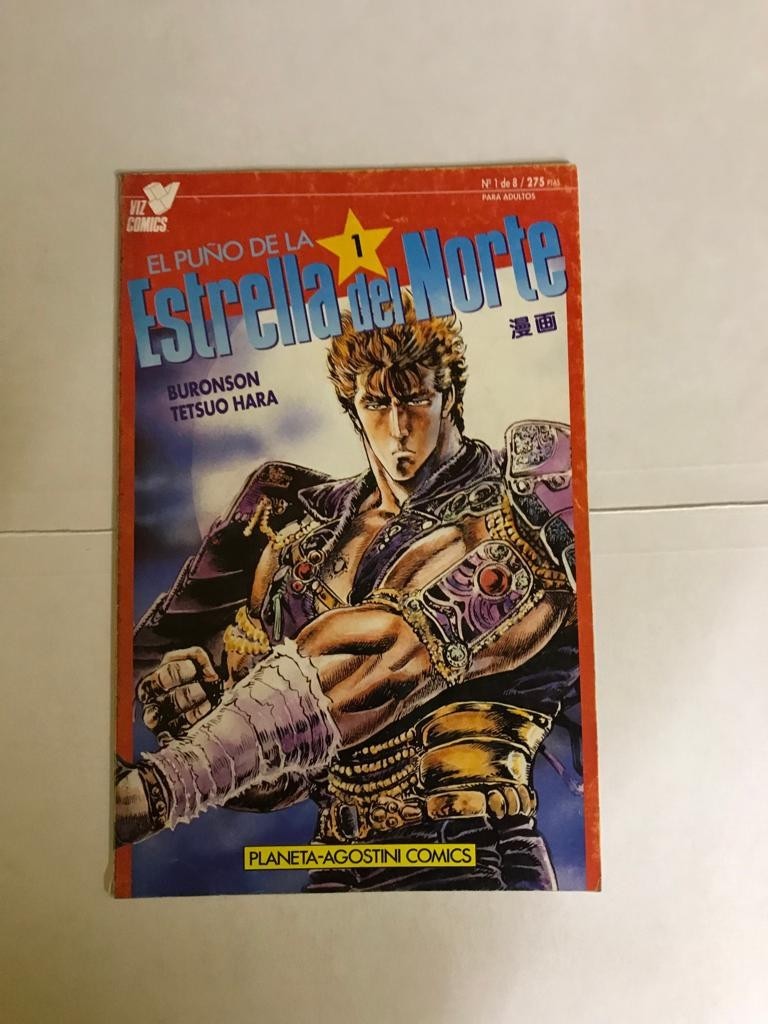 VIZ
COMICS
Nº 1 de 8 / 275 PTAS
PARA ADULTOS
EL PUÑO DE LA
1
Estrella del Norte
漫画
BURONSON
TETSUO HARA
PLANETA-AGOSTINI COMICS